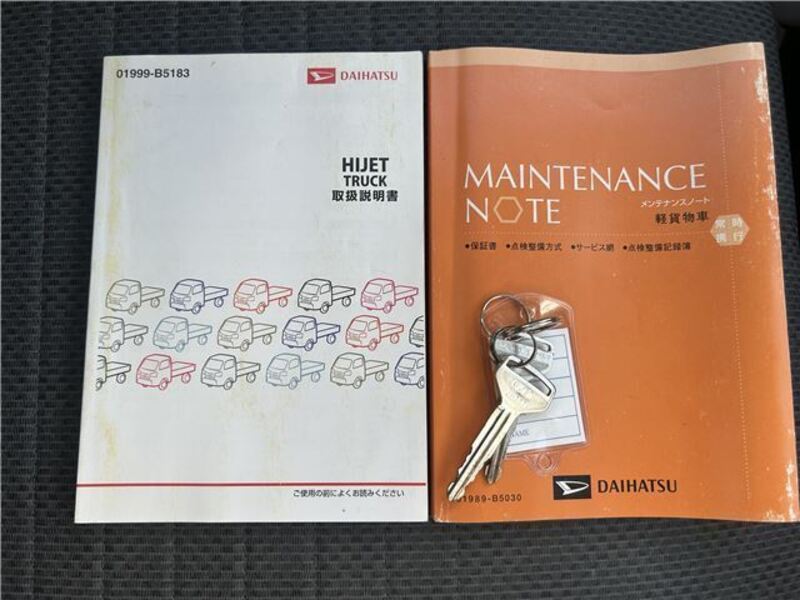 01999-B5183
DAIHATSU
HIJET
TRUCK
取扱説明書
ご使用の前によくお読みください
MAINTENANCE
NOTE
メンテナンスノート
軽貨物車
常時
携行
●保証書 ●点検整備方式 ●サービス網 ●点検整備記録簿
NAME
DAIHATSU
01989-B5030